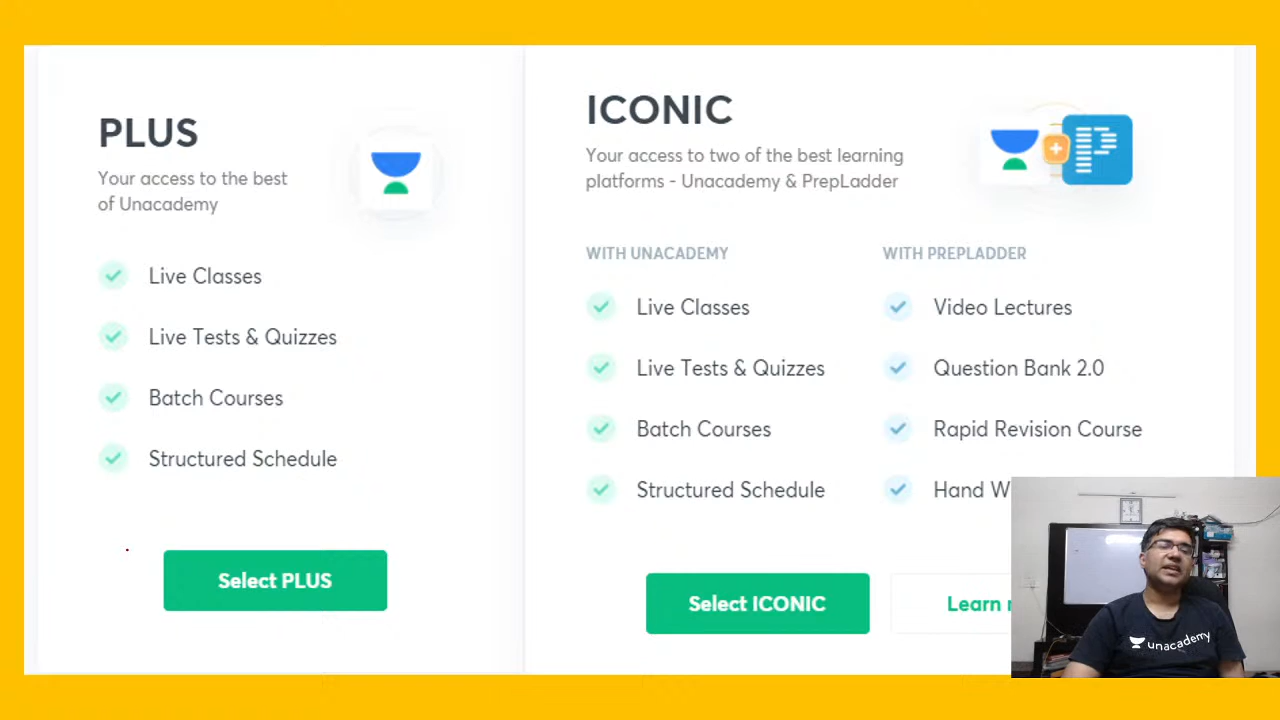 PLUS
Your access to the best
of Unacademy
Live Classes
Live Tests & Quizzes
Batch Courses
Structured Schedule
Select PLUS
ICONIC
Your access to two of the best learning
platforms - Unacademy & PrepLadder
WITH UNACADEMY
Live Classes
Live Tests & Quizzes
Batch Courses
Structured Schedule
WITH PREPLADDER
Video Lectures
Question Bank 2.0
Rapid Revision Course
Hand
Select ICONIC
Learn
unacademy